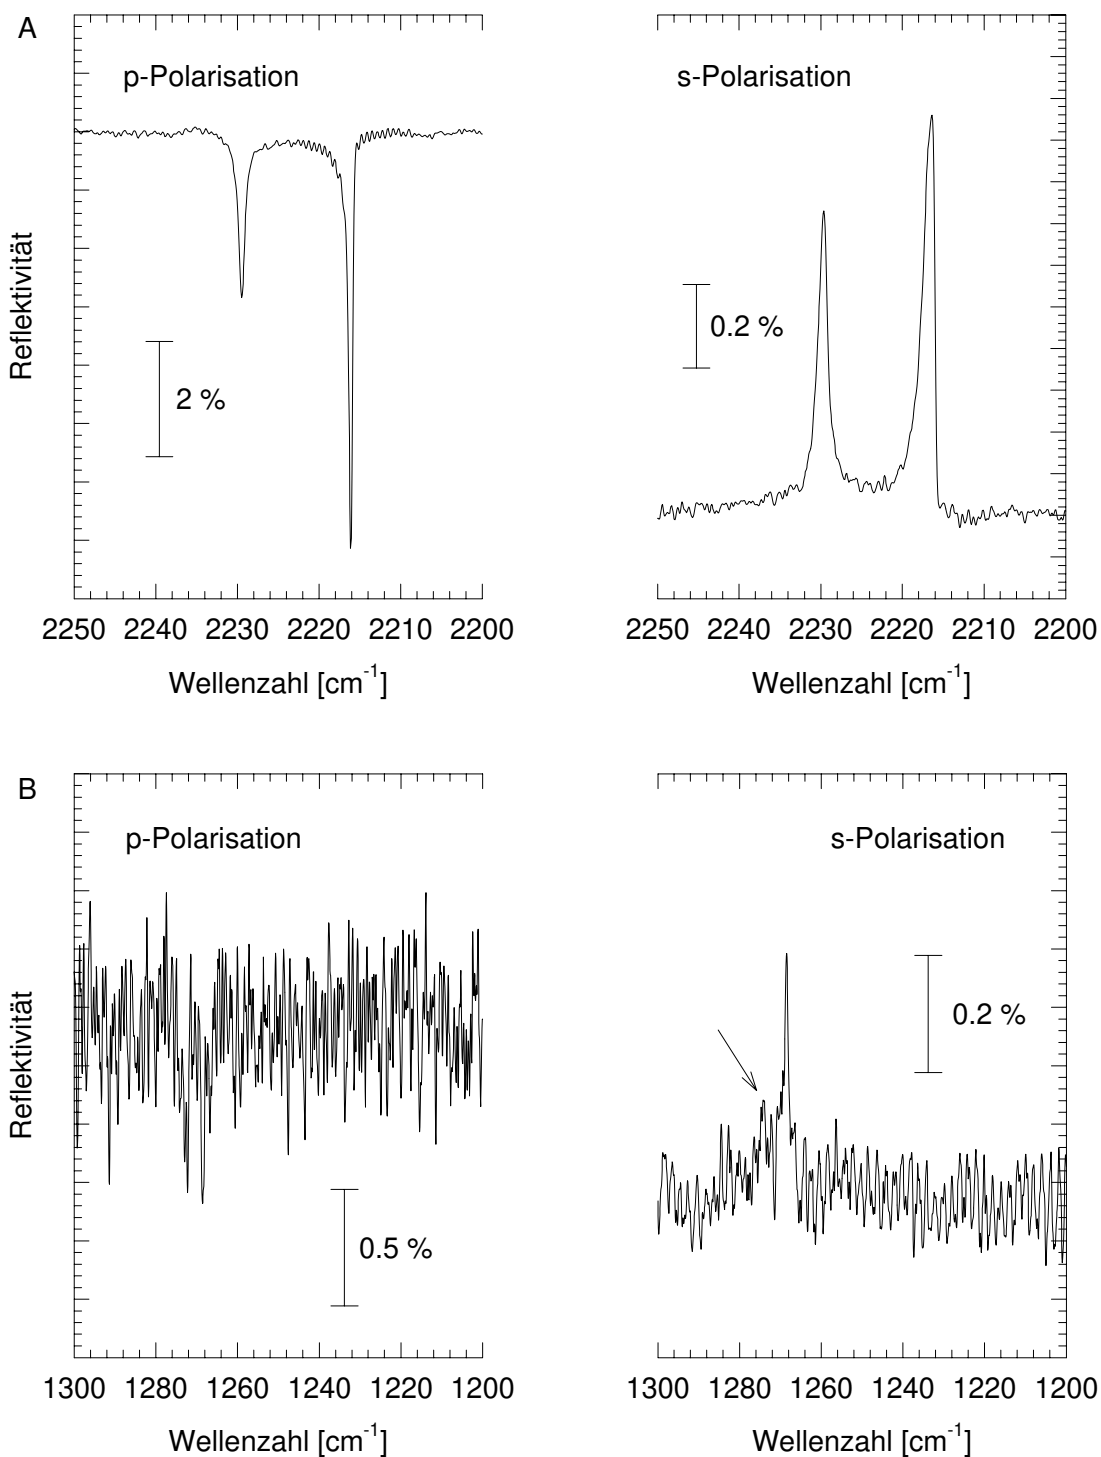 A
p-Polarisation
s-Polarisation
Reflektivität
2 %
0.2 %
2250 2240 2230 2220 2210 2200
2250 2240 2230 2220 2210 2200
Wellenzahl [cm⁻¹]
Wellenzahl [cm⁻¹]
B
p-Polarisation
s-Polarisation
Reflektivität
0.5 %
0.2 %
1300 1280 1260 1240 1220 1200
1300 1280 1260 1240 1220 1200
Wellenzahl [cm⁻¹]
Wellenzahl [cm⁻¹]